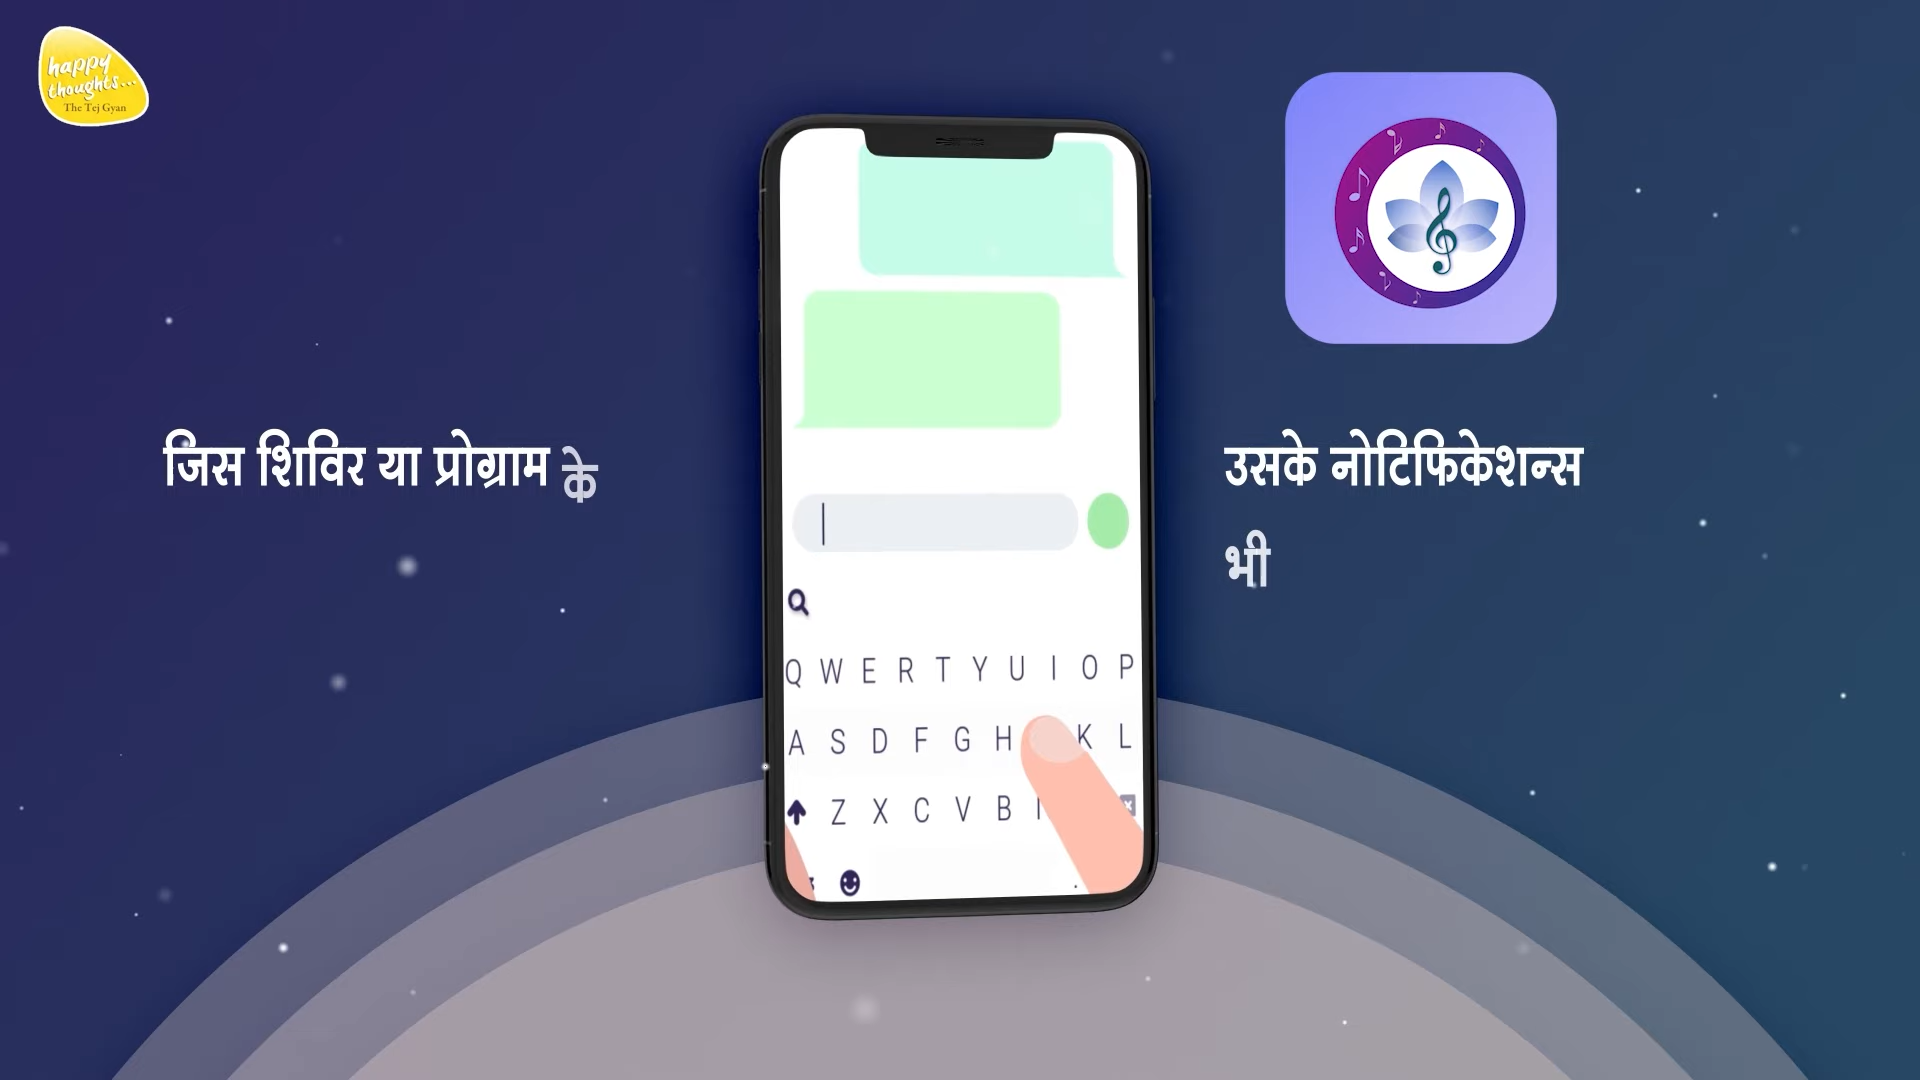 happy
thoughts...
The Tej Gyan
जिस शिविर या प्रोग्राम के
उसके नोटिफिकेशन्स
भी
Q W E R T Y U I O P
A S D F G H K L
Z X C V B